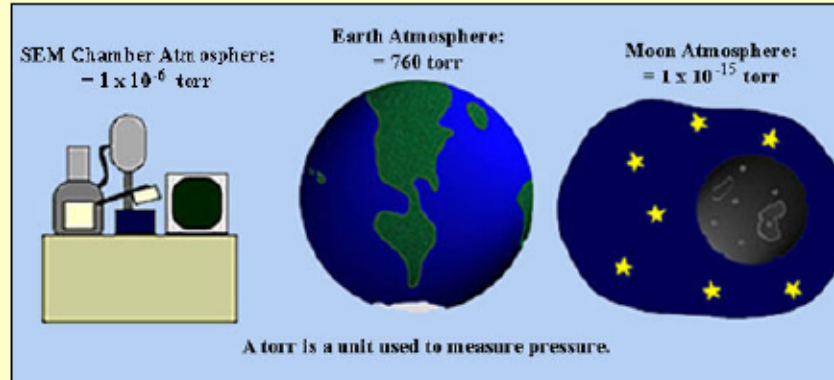 SEM Chamber Atmosphere:
= 1 x 10⁻⁶ torr
Earth Atmosphere:
= 760 torr
Moon Atmosphere:
= 1 x 10⁻¹⁵ torr
A torr is a unit used to measure pressure.